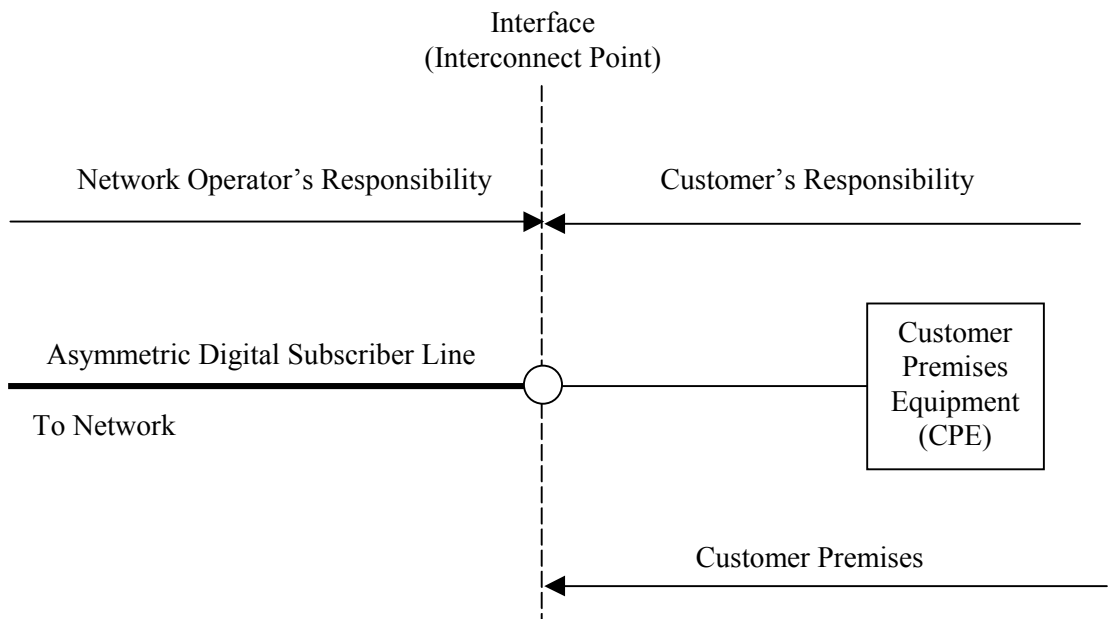 Interface
(Interconnect Point)
Network Operator’s Responsibility
Customer’s Responsibility
Asymmetric Digital Subscriber Line
To Network
Customer
Premises
Equipment
(CPE)
Customer Premises